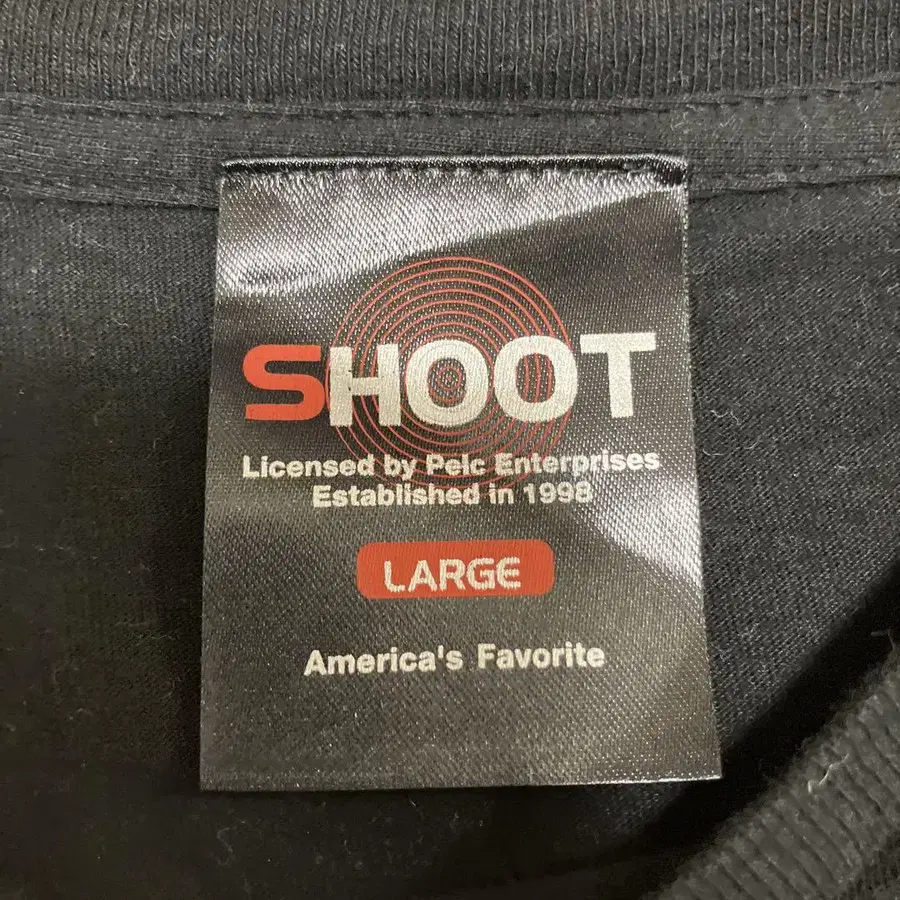 SHOOT
Licensed by Pelc Enterprises
Established in 1998
LARGE
America's Favorite